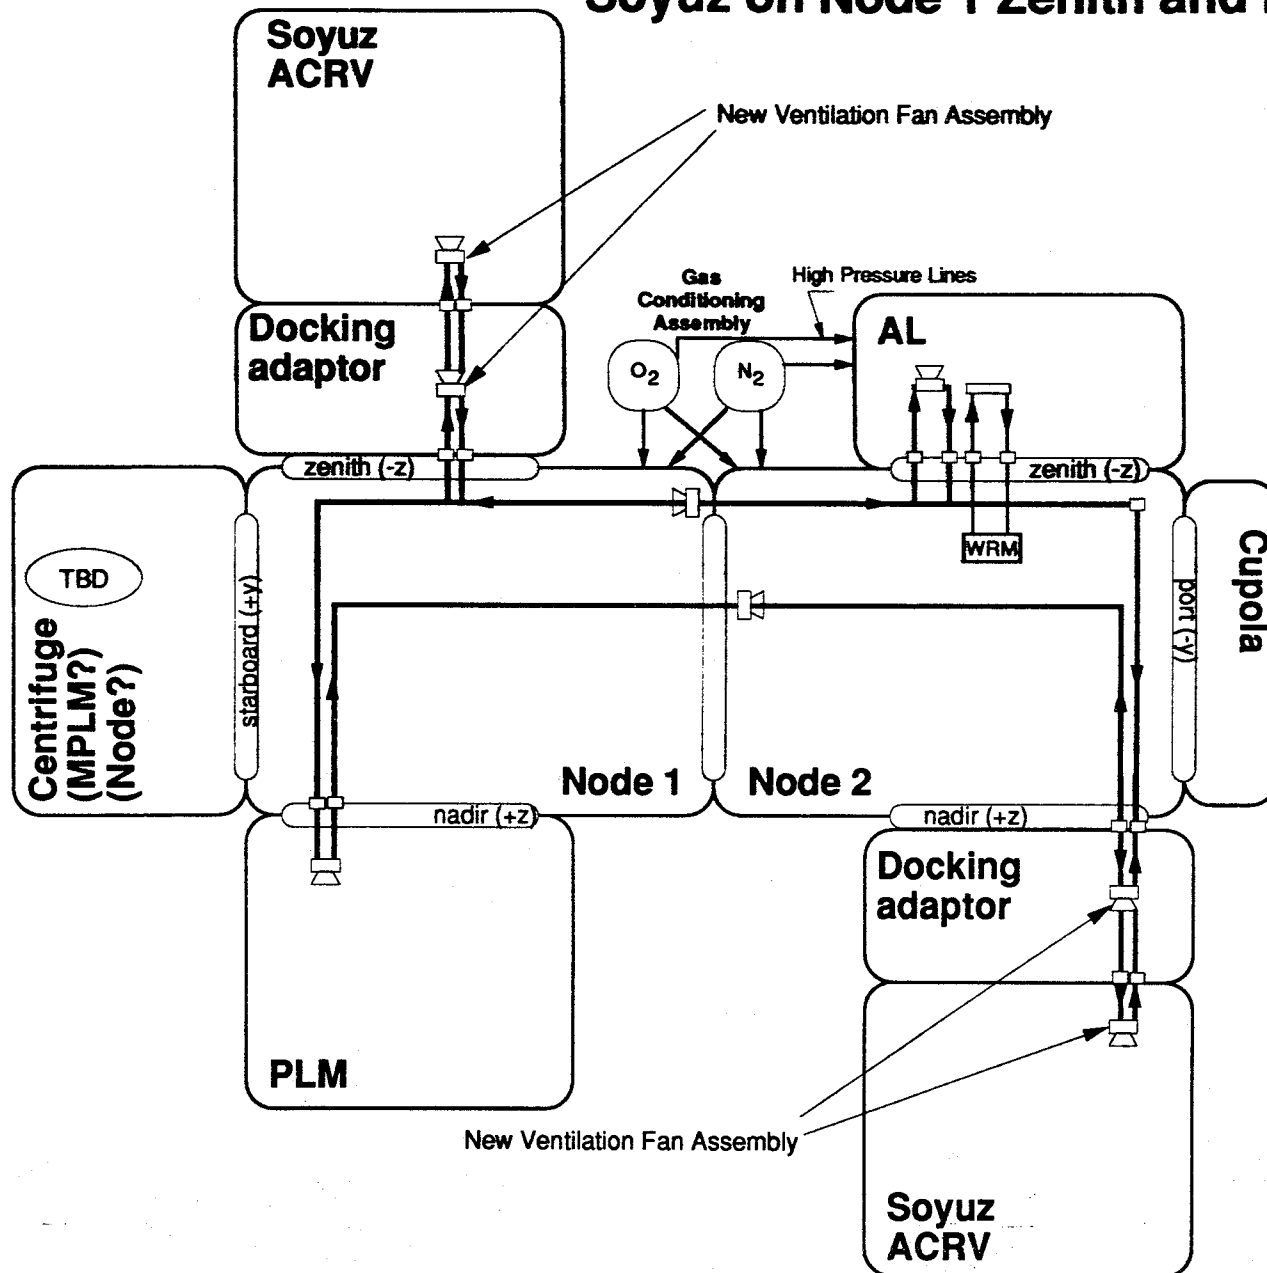 Soyuz on Node 1 Zenith and
Soyuz
ACRV
New Ventilation Fan Assembly
Gas
Conditioning
Assembly
High Pressure Lines
Docking
adaptor
O2
N2
AL
zenith (-z)
zenith (-z)
TBD
WRM
Centrifuge
(MPLM?)
(Node?)
starboard (+y)
port (-y)
Cupola
Node 1
Node 2
nadir (+z)
nadir (+z)
Docking
adaptor
PLM
New Ventilation Fan Assembly
Soyuz
ACRV